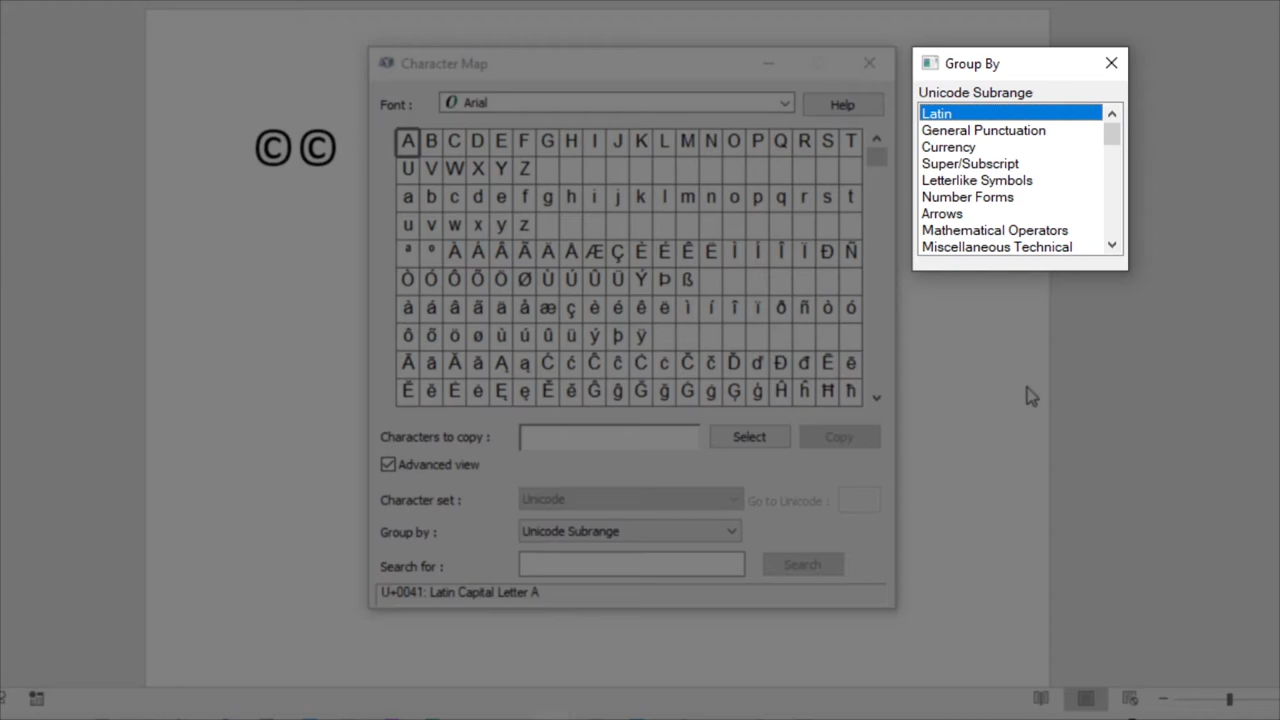 Character Map
Font : Arial Help
A B C D E F G H I J K L M N O P Q R S T
U V W X Y Z
a b c d e f g h i j k l m n o p q r s t
u v w x y z
ª º À Á Â Ã Ä Å Æ Ç È É Ê Ë Ì Í Î Ï Ð Ñ
Ò Ó Ô Õ Ö Ø Ù Ú Û Ü Ý Þ ß
à á â ã ä å æ ç è é ê ë ì í î ï ð ñ ò ó
ô õ ö ø ù ú û ü ý þ ÿ
Ā ā Ă ă Ą ą Ć ć Ĉ ĉ Ċ ċ Č č Ď ď Đ đ Ē ē
Ĕ ĕ Ė ė Ę ę Ě ě Ĝ ĝ Ğ ğ Ġ ġ Ģ ģ Ĥ ĥ Ħ ħ
Characters to copy : Select Copy
Advanced view
Character set : Unicode Go to Unicode :
Group by : Unicode Subrange
Search for : Search
U+0041: Latin Capital Letter A
©©
Group By
Unicode Subrange
Latin
General Punctuation
Currency
Super/Subscript
Letterlike Symbols
Number Forms
Arrows
Mathematical Operators
Miscellaneous Technical